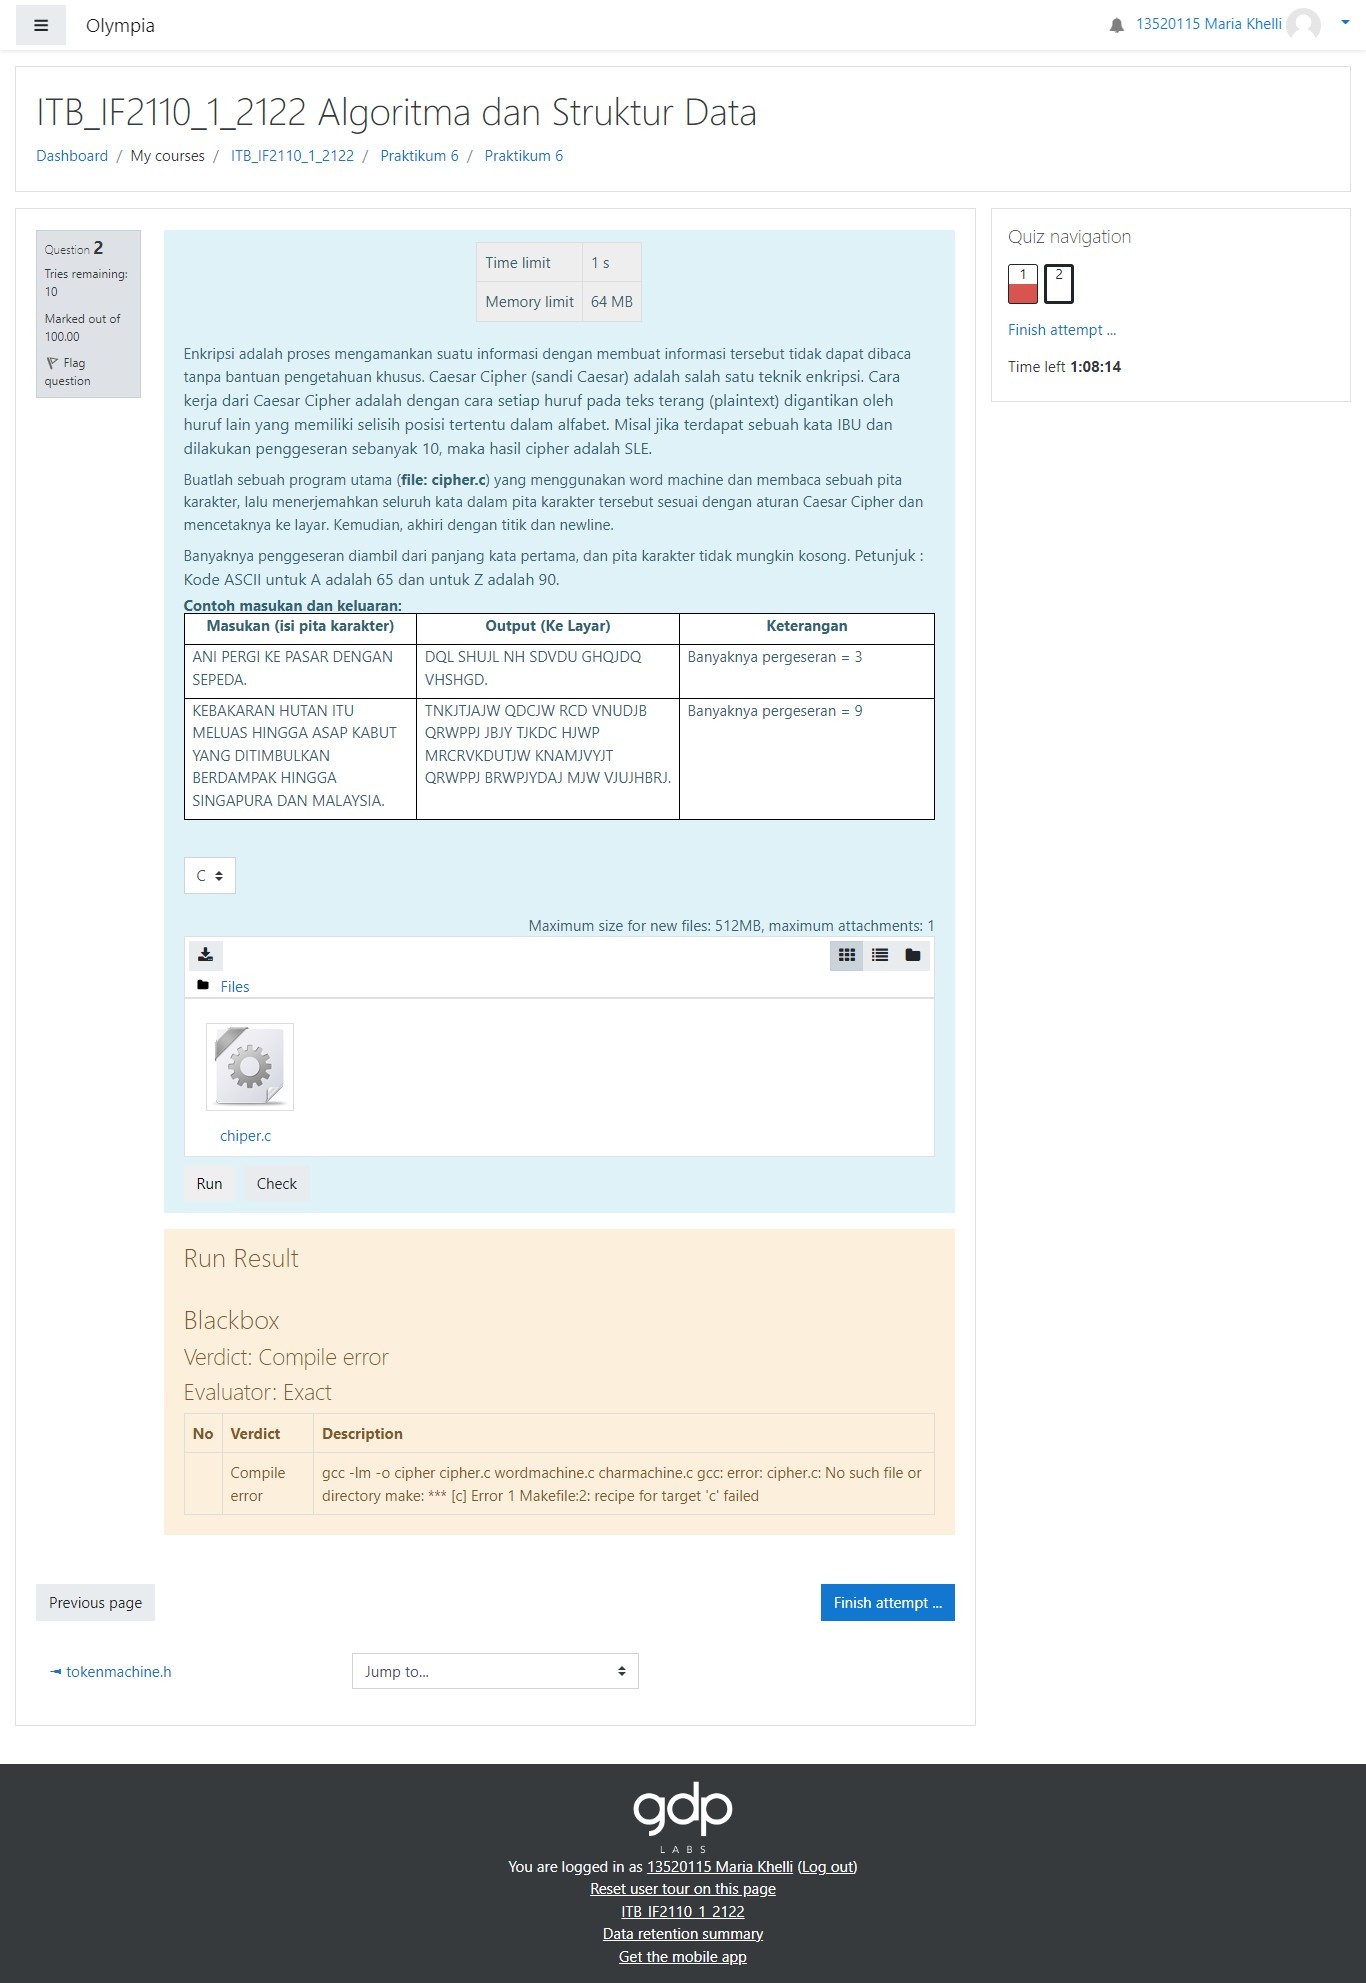 Olympia
13520115 Maria Khelli
ITB_IF2110_1_2122 Algoritma dan Struktur Data
Dashboard / My courses / ITB_IF2110_1_2122 / Praktikum 6 / Praktikum 6
Question 2
Tries remaining:
10
Marked out of
100.00
Flag
question
Time limit 1 s
Memory limit 64 MB
Enkripsi adalah proses mengamankan suatu informasi dengan membuat informasi tersebut tidak dapat dibaca
tanpa bantuan pengetahuan khusus. Caesar Cipher (sandi Caesar) adalah salah satu teknik enkripsi. Cara
kerja dari Caesar Cipher adalah dengan cara setiap huruf pada teks terang (plaintext) digantikan oleh
huruf lain yang memiliki selisih posisi tertentu dalam alfabet. Misal jika terdapat sebuah kata IBU dan
dilakukan penggeseran sebanyak 10, maka hasil cipher adalah SLE.
Buatlah sebuah program utama (file: cipher.c) yang menggunakan word machine dan membaca sebuah pita
karakter, lalu menerjemahkan seluruh kata dalam pita karakter tersebut sesuai dengan aturan Caesar Cipher dan
mencetaknya ke layar. Kemudian, akhiri dengan titik dan newline.
Banyaknya penggeseran diambil dari panjang kata pertama, dan pita karakter tidak mungkin kosong. Petunjuk :
Kode ASCII untuk A adalah 65 dan untuk Z adalah 90.
Contoh masukan dan keluaran:
Masukan (isi pita karakter) Output (Ke Layar) Keterangan
ANI PERGI KE PASAR DENGAN
SEPEDA.
DQL SHUJL NH SDVDU GHQJDQ
VHSHGD.
Banyaknya pergeseran = 3
KEBAKARAN HUTAN ITU
MELUAS HINGGA ASAP KABUT
YANG DITIMBULKAN
BERDAMPAK HINGGA
SINGAPURA DAN MALAYSIA.
TNKJTJAJW QDCJW RCD VNUDJB
QRWPPJ JBJY TJKDC HJWP
MRCRVKDUTJW KNAMJVYJT
QRWPPJ BRWPJYDAJ MJW VJUJHBRJ.
Banyaknya pergeseran = 9
C
Maximum size for new files: 512MB, maximum attachments: 1
Files
chiper.c
Run Check
Run Result
Blackbox
Verdict: Compile error
Evaluator: Exact
No Verdict Description
Compile
error
gcc -lm -o cipher cipher.c wordmachine.c charmachine.c gcc: error: cipher.c: No such file or
directory make: *** [c] Error 1 Makefile:2: recipe for target 'c' failed
Previous page
Finish attempt ...
◄ tokenmachine.h
Jump to...
Quiz navigation
1 2
Finish attempt ...
Time left 1:08:14
gdp
LABS
You are logged in as 13520115 Maria Khelli (Log out)
Reset user tour on this page
ITB_IF2110_1_2122
Data retention summary
Get the mobile app